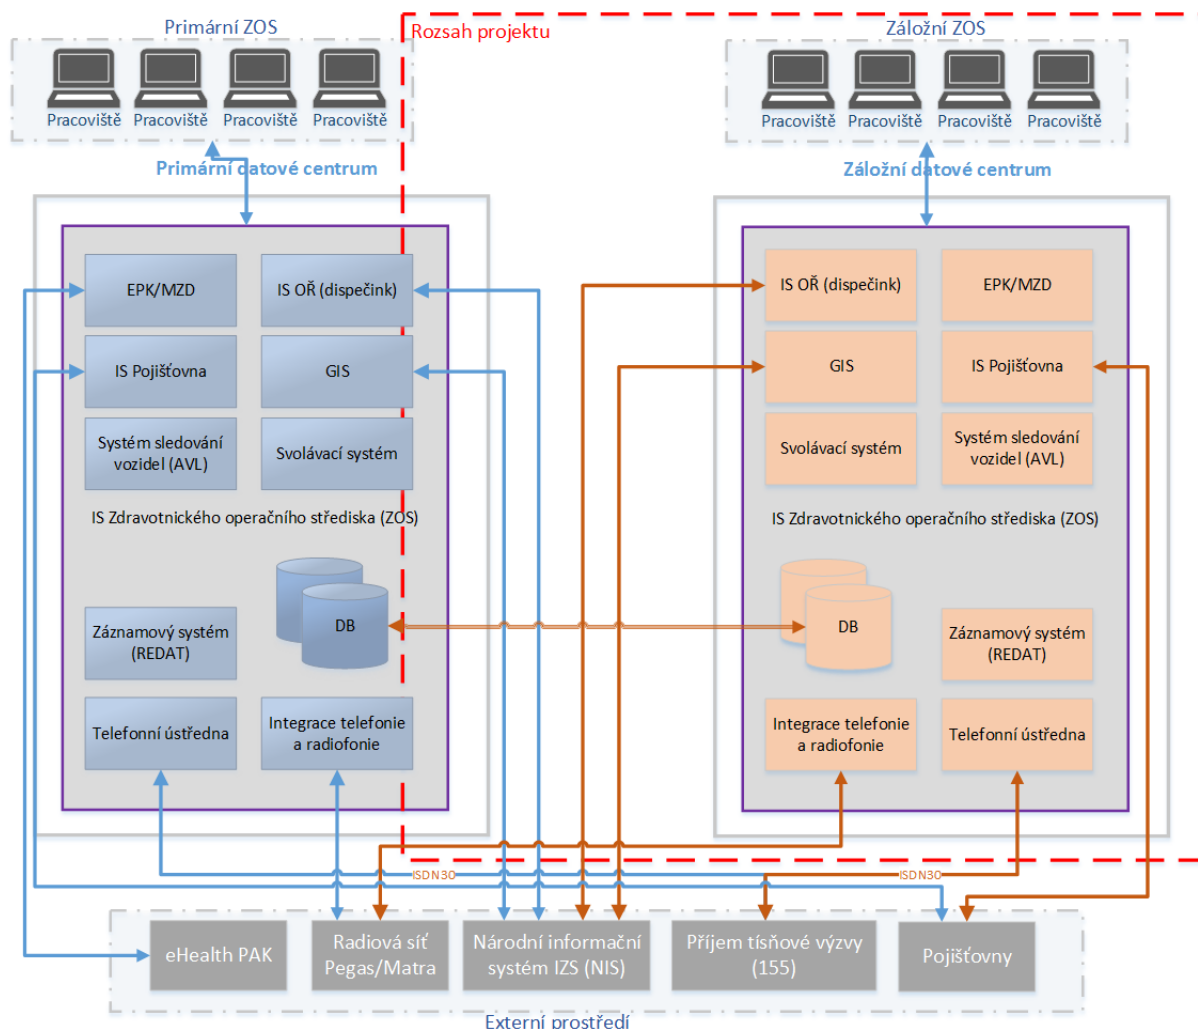 Primární ZOS
Rozsah projektu
Záložní ZOS
Pracoviště Pracoviště Pracoviště Pracoviště
Pracoviště Pracoviště Pracoviště Pracoviště
Primární datové centrum
Záložní datové centrum
EPK/MZD
IS OŘ (dispečink)
IS Pojišťovna
GIS
Systém sledování
vozidel (AVL)
Svolávací systém
IS Zdravotnického operačního střediska (ZOS)
DB
Záznamový systém
(REDAT)
Telefonní ústředna
Integrace telefonie
a radiofonie
IS OŘ (dispečink)
EPK/MZD
GIS
IS Pojišťovna
Svolávací systém
Systém sledování
vozidel (AVL)
IS Zdravotnického operačního střediska (ZOS)
DB
Záznamový systém
(REDAT)
Integrace telefonie
a radiofonie
Telefonní ústředna
ISDN30
ISDN30
eHealth PAK
Radiová síť
Pegas/Matra
Národní informační
systém IZS (NIS)
Příjem tísňové výzvy
(155)
Pojišťovny
Externí prostředí